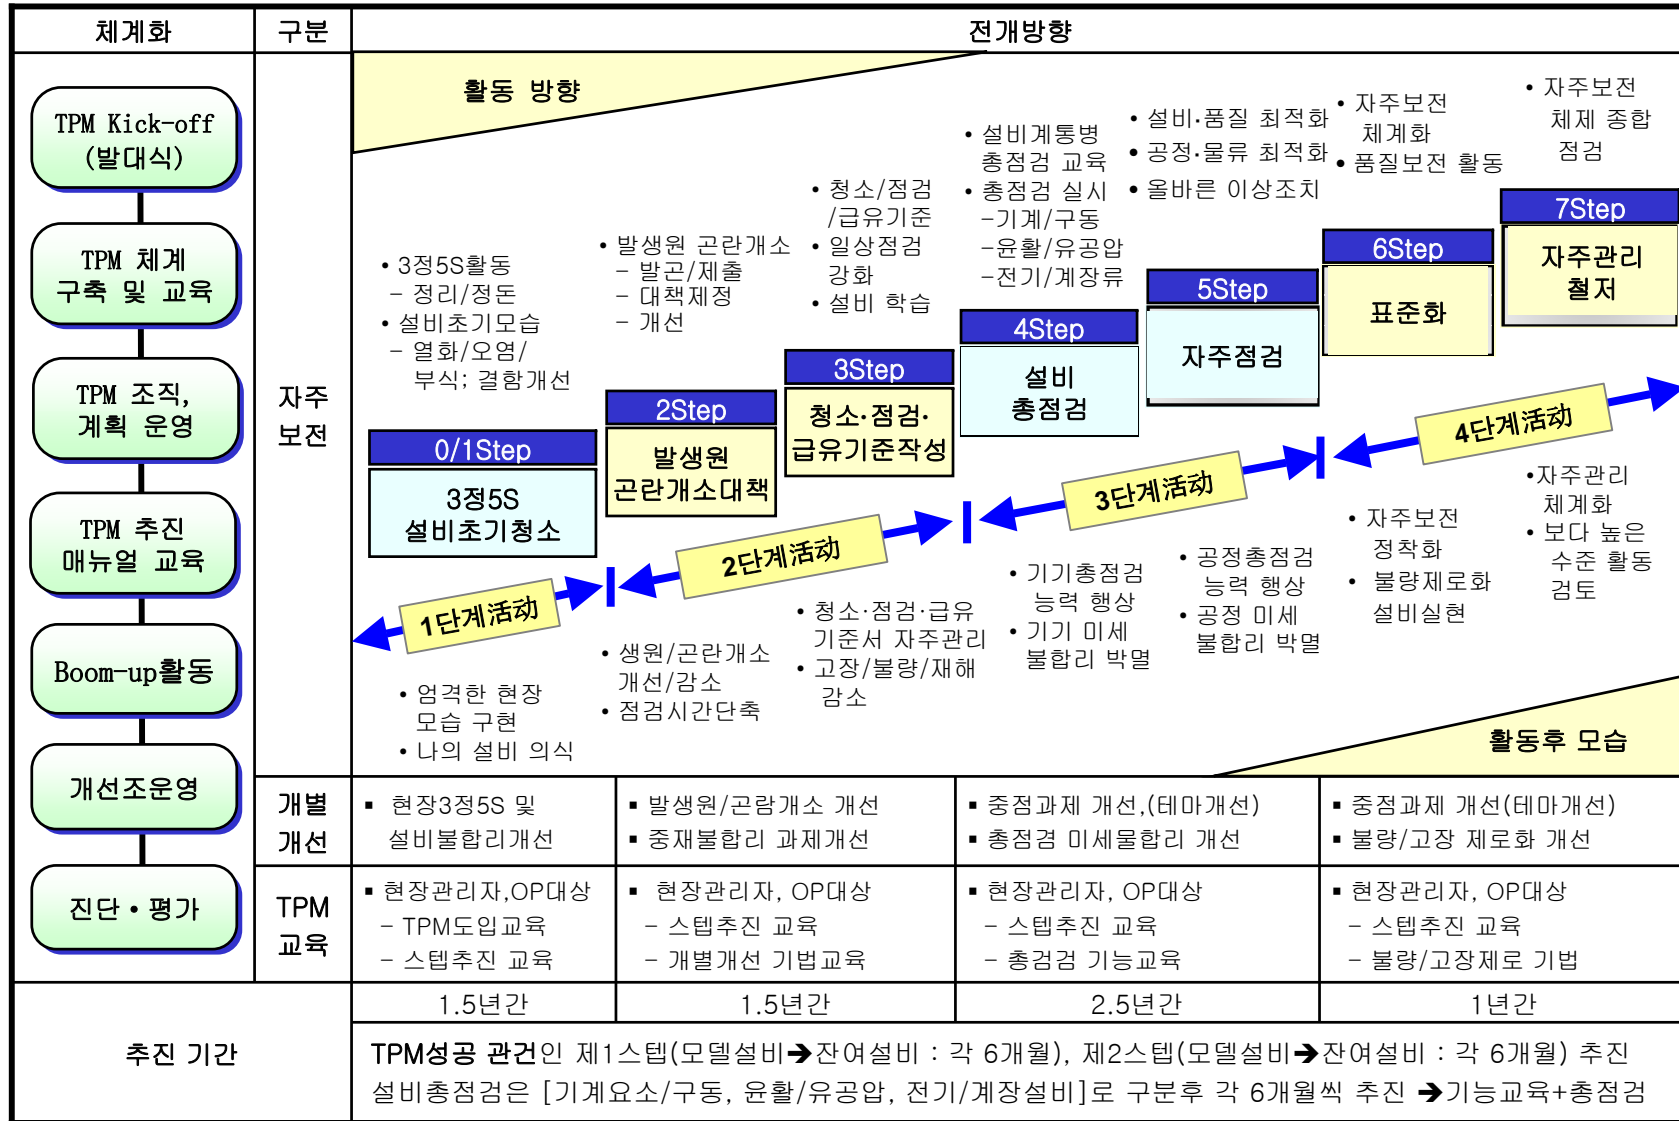 체계화
구분
전개방향
TPM Kick-off
(발대식)
TPM 체계
구축 및 교육
TPM 조직,
계획 운영
TPM 추진
매뉴얼 교육
Boom-up활동
개선조운영
진단 • 평가
자주
보전
활동 방향
• 3정5S활동
– 정리/정돈
• 설비초기모습
– 열화/오염/
부식; 결함개선
• 발생원 곤란개소
– 발곤/제출
– 대책제정
– 개선
• 청소/점검
/급유기준
• 일상점검
강화
• 설비 학습
• 설비계통병
총점검 교육
• 총점검 실시
–기계/구동
–윤활/유공압
–전기/계장류
• 설비·품질 최적화
• 공정·물류 최적화
• 올바른 이상조치
• 자주보전
체계화
• 품질보전 활동
• 자주보전
체제 종합
점검
0/1Step
3정5S
설비초기청소
2Step
발생원
곤란개소대책
3Step
청소·점검·
급유기준작성
4Step
설비
총점검
5Step
자주점검
6Step
표준화
7Step
자주관리
철저
1단계活动
2단계活动
3단계活动
4단계活动
• 엄격한 현장
모습 구현
• 나의 설비 의식
• 생원/곤란개소
개선/감소
• 점검시간단축
• 청소·점검·급유
기준서 자주관리
• 고장/불량/재해
감소
• 기기총점검
능력 행상
• 기기 미세
불합리 박멸
• 공정총점검
능력 행상
• 공정 미세
불합리 박멸
• 자주보전
정착화
• 불량제로화
설비실현
•자주관리
체계화
• 보다 높은
수준 활동
검토
활동후 모습
개별
개선
▪ 현장3정5S 및
설비불합리개선
▪ 발생원/곤람개소 개선
▪ 중재불합리 과제개선
▪ 중점과제 개선,(테마개선)
▪ 총점겸 미세물합리 개선
▪ 중점과제 개선(테마개선)
▪ 불량/고장 제로화 개선
TPM
교육
▪ 현장관리자,OP대상
– TPM도입교육
– 스텝추진 교육
▪ 현장관리자, OP대상
– 스텝추진 교육
– 개별개선 기법교육
▪ 현장관리자, OP대상
– 스텝추진 교육
– 총검검 기능교육
▪ 현장관리자, OP대상
– 스텝추진 교육
– 불량/고장제로 기법
추진 기간
1.5년간
1.5년간
2.5년간
1년간
TPM성공 관건인 제1스텝(모델설비➔잔여설비 : 각 6개월), 제2스텝(모델설비➔잔여설비 : 각 6개월) 추진
설비총점검은 [기계요소/구동, 윤활/유공압, 전기/계장설비]로 구분후 각 6개월씩 추진 ➔기능교육+총점검